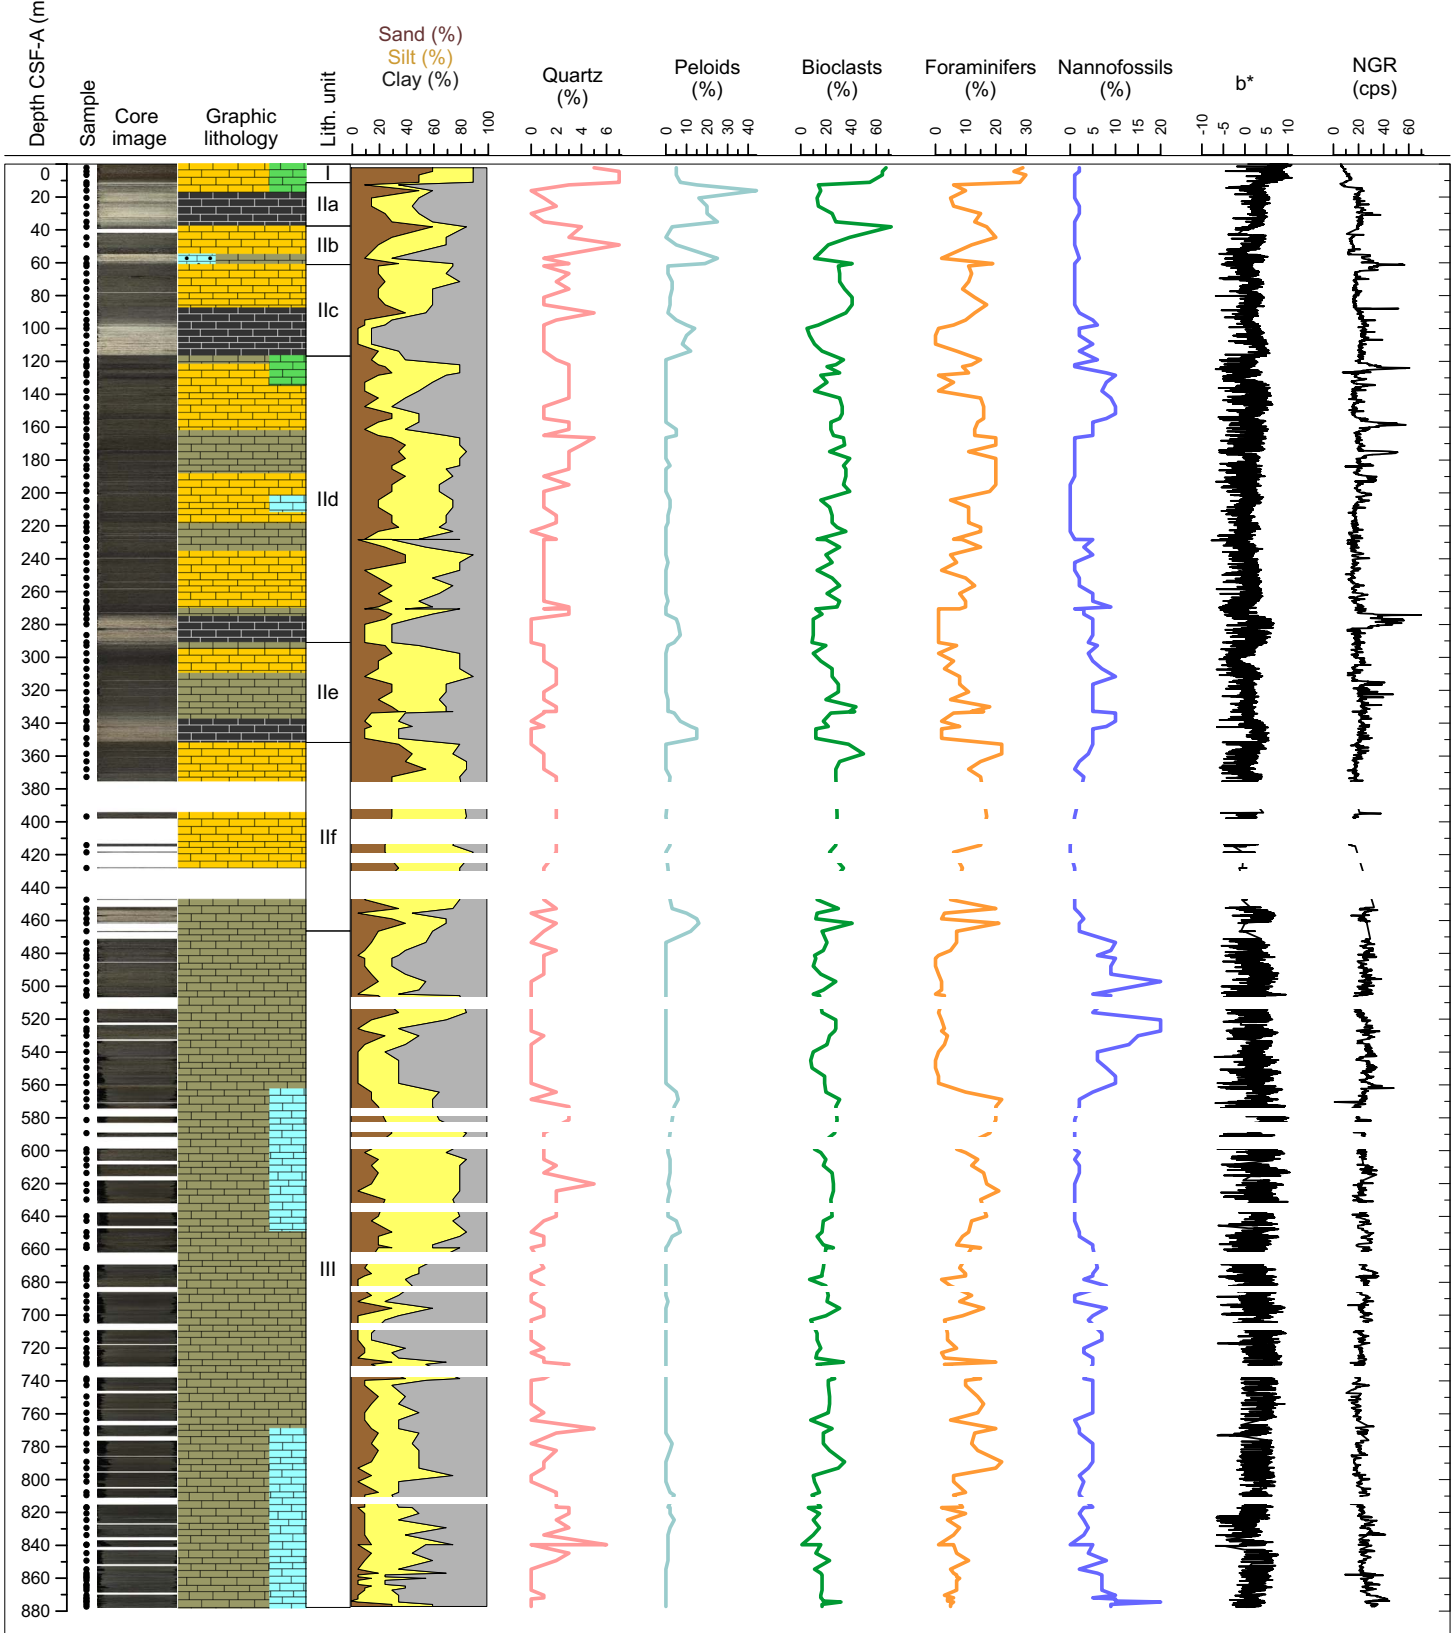 Depth CSF-A (m
Sample
Core
image
Graphic
lithology
Lith. unit
Sand (%)
Silt (%)
Clay (%)
Quartz
(%)
Peloids
(%)
Bioclasts
(%)
Foraminifers
(%)
Nannofossils
(%)
b*
NGR
(cps)
0 20 40 60 80 100
0 2 4 6
0 10 20 30 40
0 20 40 60
0 10 20 30
0 5 10 15 20
-10 -5 0 5 10
0 20 40 60
0
20
40
60
80
100
120
140
160
180
200
220
240
260
280
300
320
340
360
380
400
420
440
460
480
500
520
540
560
580
600
620
640
660
680
700
720
740
760
780
800
820
840
860
880
I
IIa
IIb
IIc
IId
IIe
IIf
III